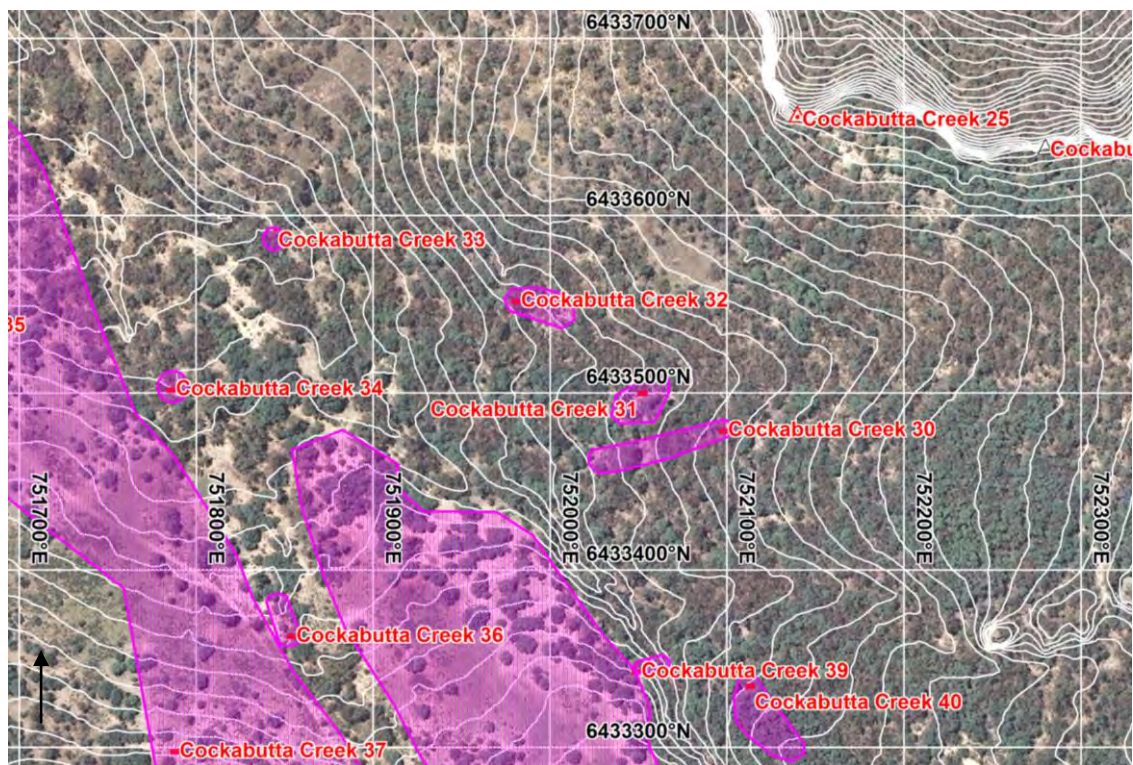 6433700°N
Cockabutta Creek 25
Cockabu
6433600°N
Cockabutta Creek 33
Cockabutta Creek 32
35
6433500°N
Cockabutta Creek 34
Cockabutta Creek 31
Cockabutta Creek 30
751700°E
751800°E
751900°E
752000°E
752100°E
752200°E
752300°E
6433400°N
Cockabutta Creek 36
Cockabutta Creek 39
Cockabutta Creek 40
6433300°N
Cockabutta Creek 37